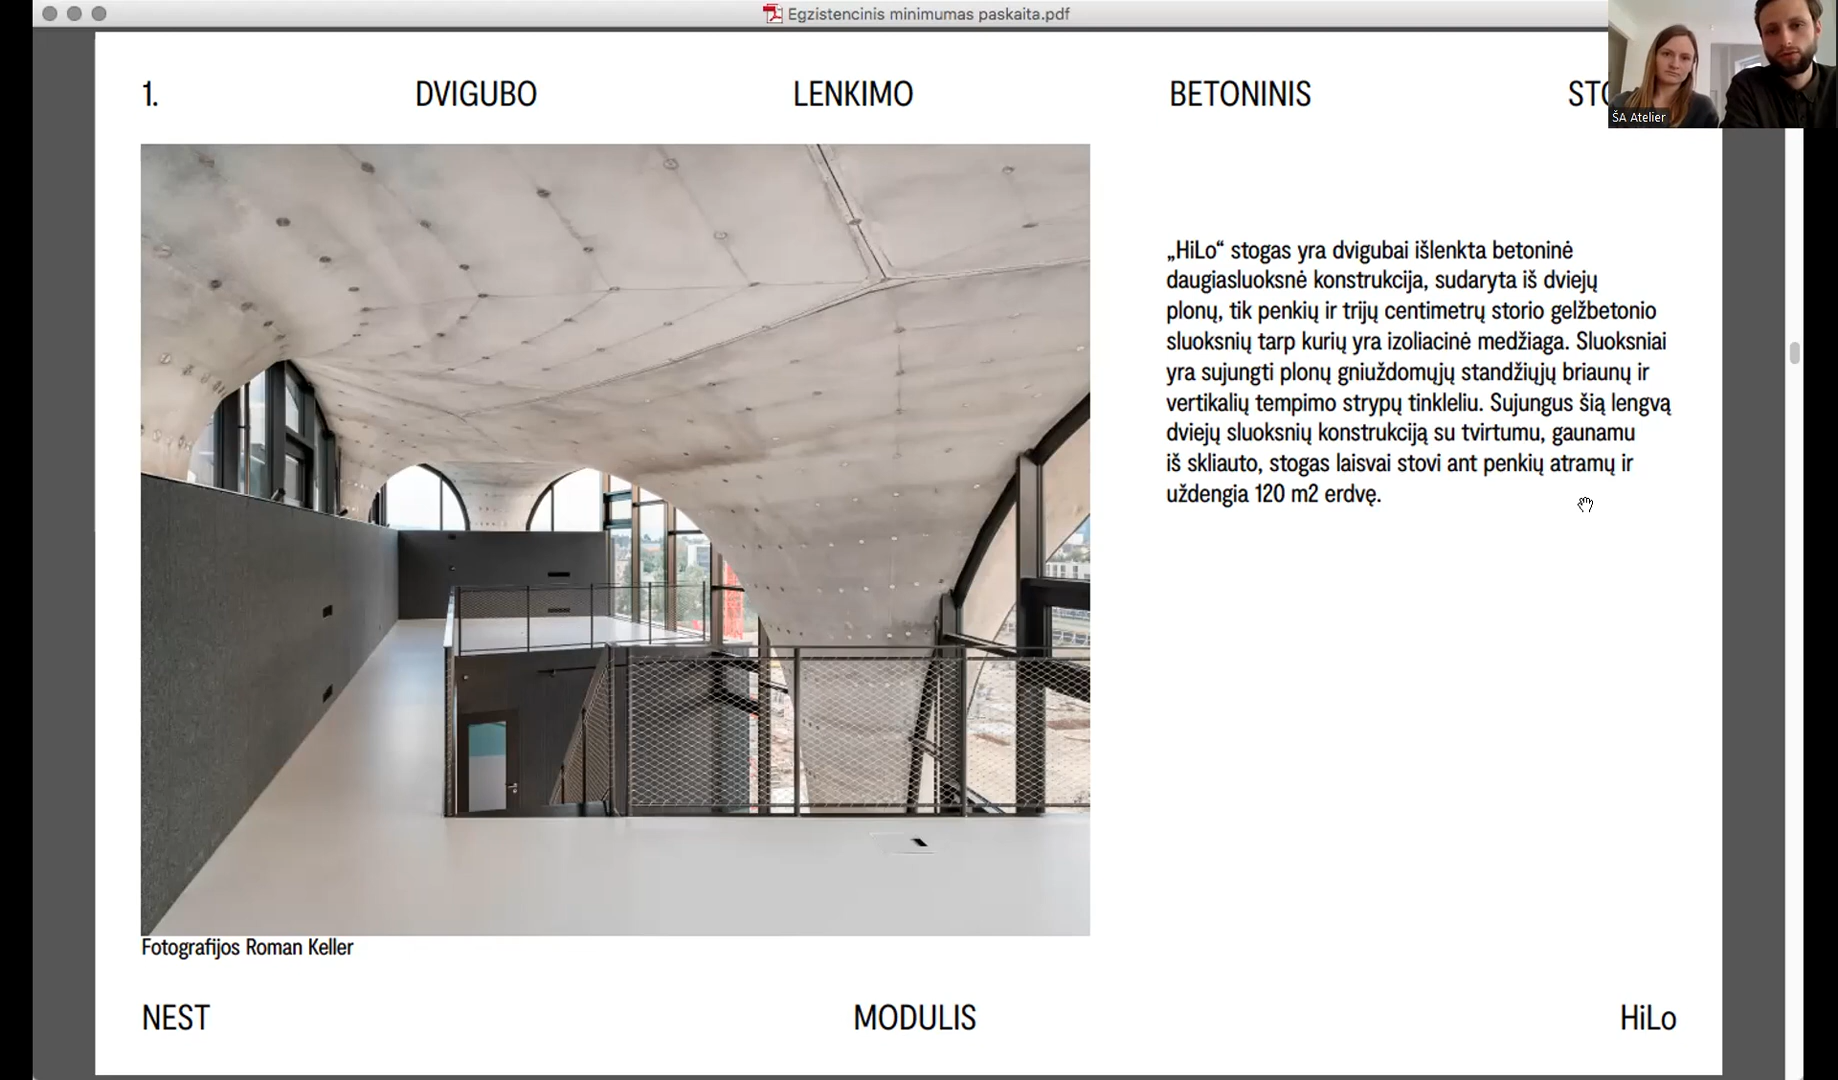 Egzistencinis minimumas paskaita.pdf
ŠA Atelier
1. DVIGUBO LENKIMO BETONINIS
„HiLo“ stogas yra dvigubai išlenkta betoninė
daugiasluoksnė konstrukcija, sudaryta iš dviejų
plonų, tik penkių ir trijų centimetrų storio gelžbetonio
sluoksnių tarp kurių yra izoliacinė medžiaga. Sluoksniai
yra sujungti plonų gniuždomųjų standžiųjų briaunų ir
vertikalių tempimo strypų tinkleliu. Sujungus šią lengvą
dviejų sluoksnių konstrukciją su tvirtumu, gaunamu
iš skliauto, stogas laisvai stovi ant penkių atramų ir
uždengia 120 m2 erdvę.
Fotografijos Roman Keller
NEST MODULIS HiLo